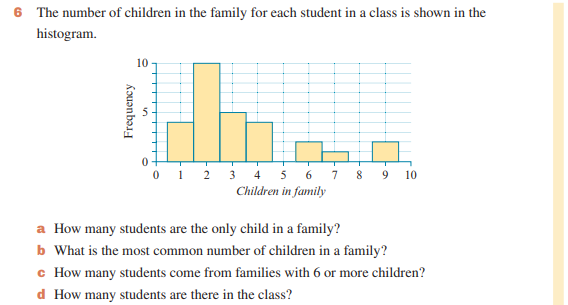 6 The number of children in the family for each student in a class is shown in the
histogram.
10
5
0
Frequency
0 1 2 3 4 5 6 7 8 9 10
Children in family
a How many students are the only child in a family?
b What is the most common number of children in a family?
c How many students come from families with 6 or more children?
d How many students are there in the class?